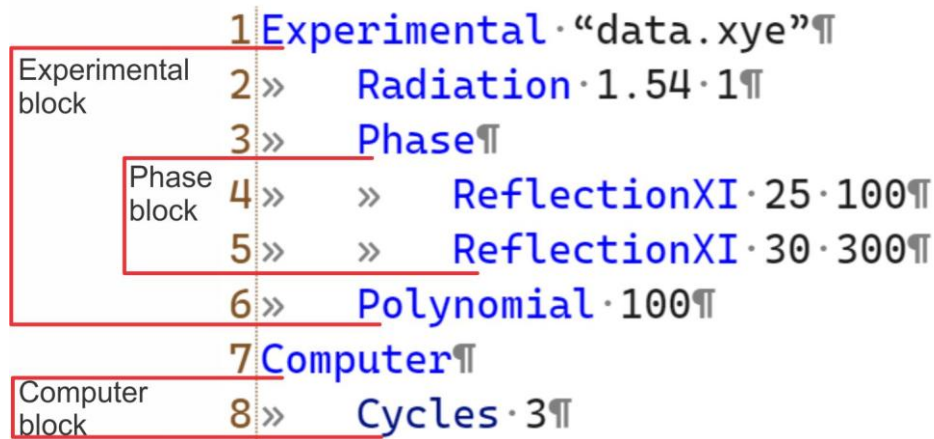 1 Experimental·“data.xye”¶
Experimental
block
2 » Radiation·1.54·1¶
3 » Phase¶
Phase
block
4 » » ReflectionXI·25·100¶
5 » » ReflectionXI·30·300¶
6 » Polynomial·100¶
7 Computer¶
Computer
block
8 » Cycles·3¶